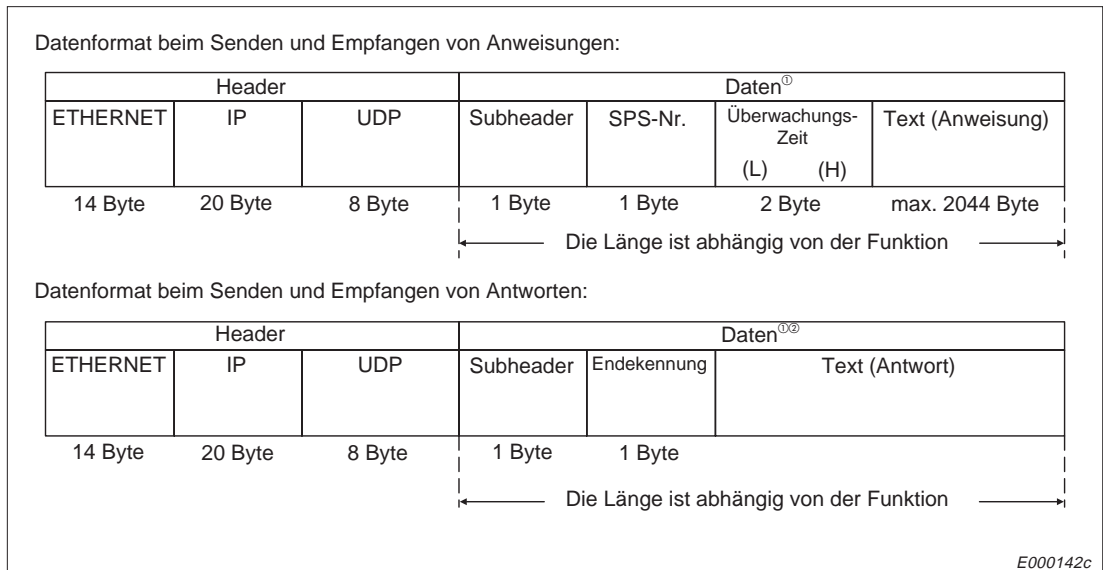 Datenformat beim Senden und Empfangen von Anweisungen:
Header Daten①
ETHERNET IP UDP Subheader SPS-Nr. Überwachungs- Text (Anweisung)
Zeit
(L) (H)
14 Byte 20 Byte 8 Byte 1 Byte 1 Byte 2 Byte max. 2044 Byte
Die Länge ist abhängig von der Funktion
Datenformat beim Senden und Empfangen von Antworten:
Header Daten①②
ETHERNET IP UDP Subheader Endekennung Text (Antwort)
14 Byte 20 Byte 8 Byte 1 Byte 1 Byte
Die Länge ist abhängig von der Funktion
E000142c